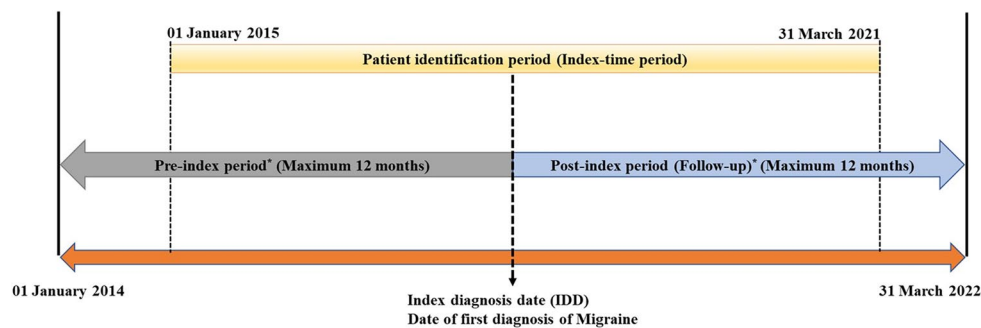 01 January 2015
31 March 2021
Patient identification period (Index-time period)
Pre-index period* (Maximum 12 months)
Post-index period (Follow-up)* (Maximum 12 months)
01 January 2014
31 March 2022
Index diagnosis date (IDD)
Date of first diagnosis of Migraine